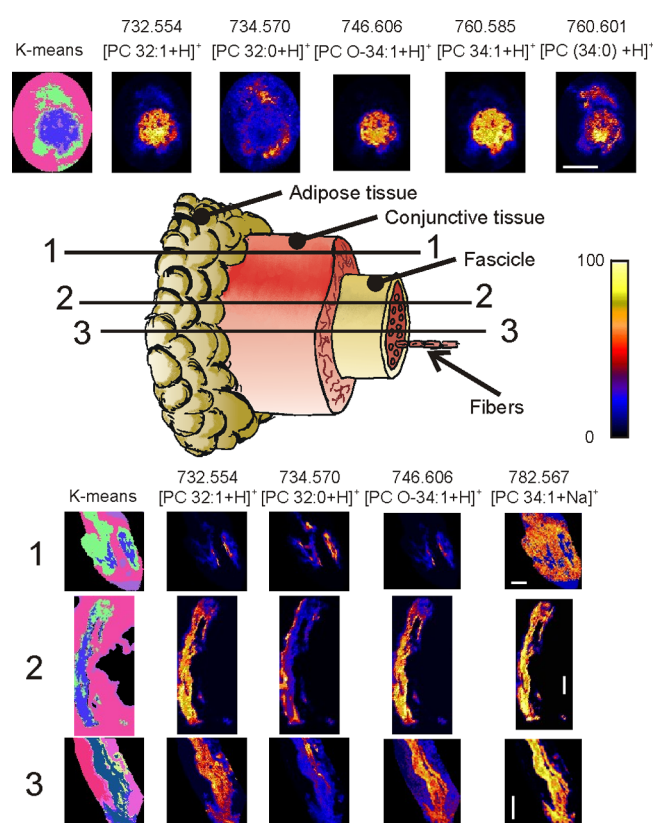 732.554 734.570 746.606 760.585 760.601
K-means [PC 32:1+H]⁺ [PC 32:0+H]⁺ [PC O-34:1+H]⁺ [PC 34:1+H]⁺ [PC (34:0) +H]⁺
Adipose tissue
Conjunctive tissue
1 1
Fascicle
100
2 2
3 3
Fibers
0
732.554 734.570 746.606 782.567
K-means [PC 32:1+H]⁺ [PC 32:0+H]⁺ [PC O-34:1+H]⁺ [PC 34:1+Na]⁺
1
2
3